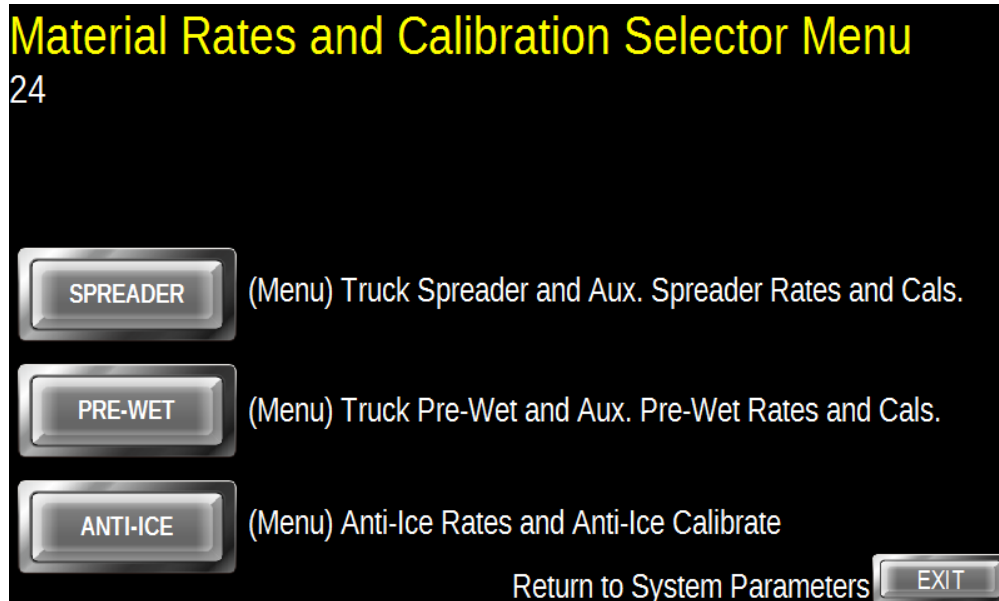 Material Rates and Calibration Selector Menu
24
SPREADER (Menu) Truck Spreader and Aux. Spreader Rates and Cals.
PRE-WET (Menu) Truck Pre-Wet and Aux. Pre-Wet Rates and Cals.
ANTI-ICE (Menu) Anti-Ice Rates and Anti-Ice Calibrate
Return to System Parameters EXIT